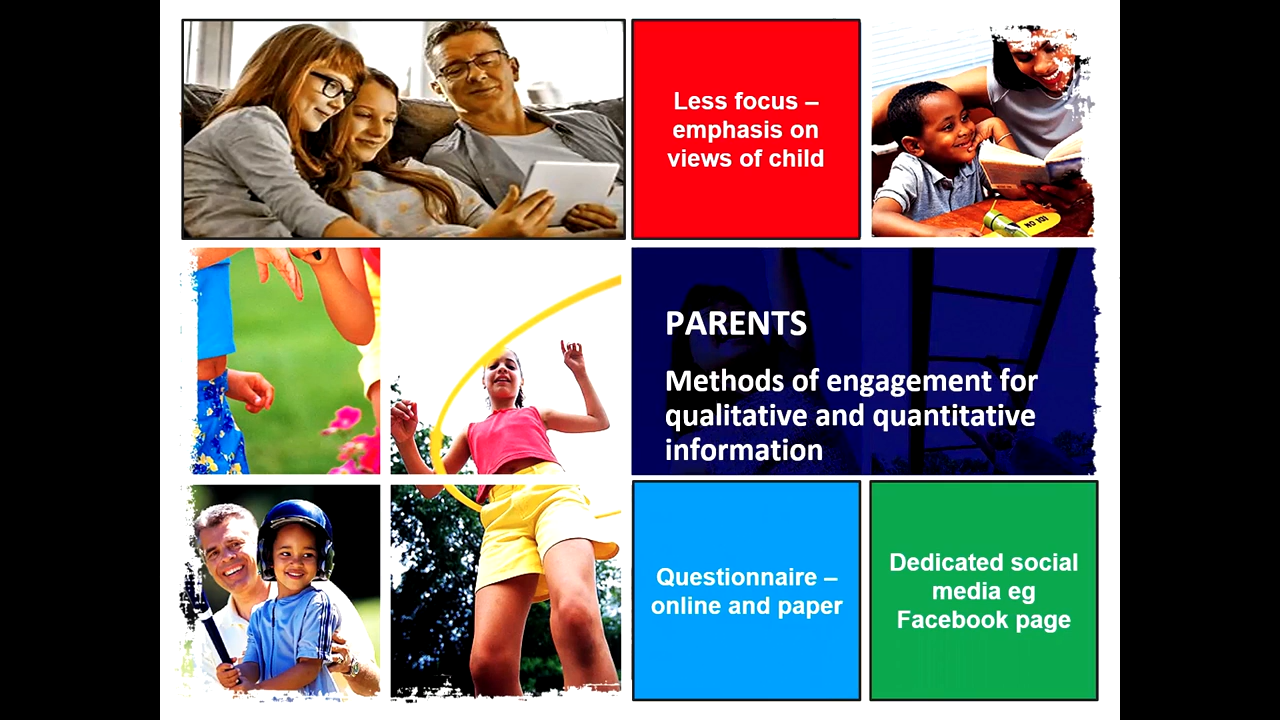 Less focus –
emphasis on
views of child
PARENTS
Methods of engagement for
qualitative and quantitative
information
Questionnaire –
online and paper
Dedicated social
media eg
Facebook page